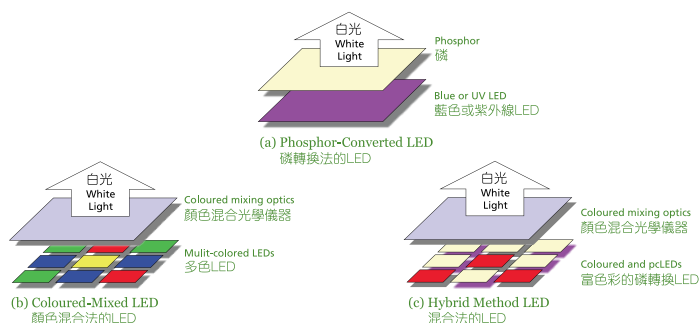 白光
White
Light
Phosphor
磷
Blue or UV LED
藍色或紫外線LED
(a) Phosphor-Converted LED
磷轉換法的LED
白光
White
Light
Coloured mixing optics
顏色混合光學儀器
Mulit-colored LEDs
多色LED
(b) Coloured-Mixed LED
顏色混合法的LED
白光
White
Light
Coloured mixing optics
顏色混合光學儀器
Coloured and pcLEDs
富色彩的磷轉換LED
(c) Hybrid Method LED
混合法的LED